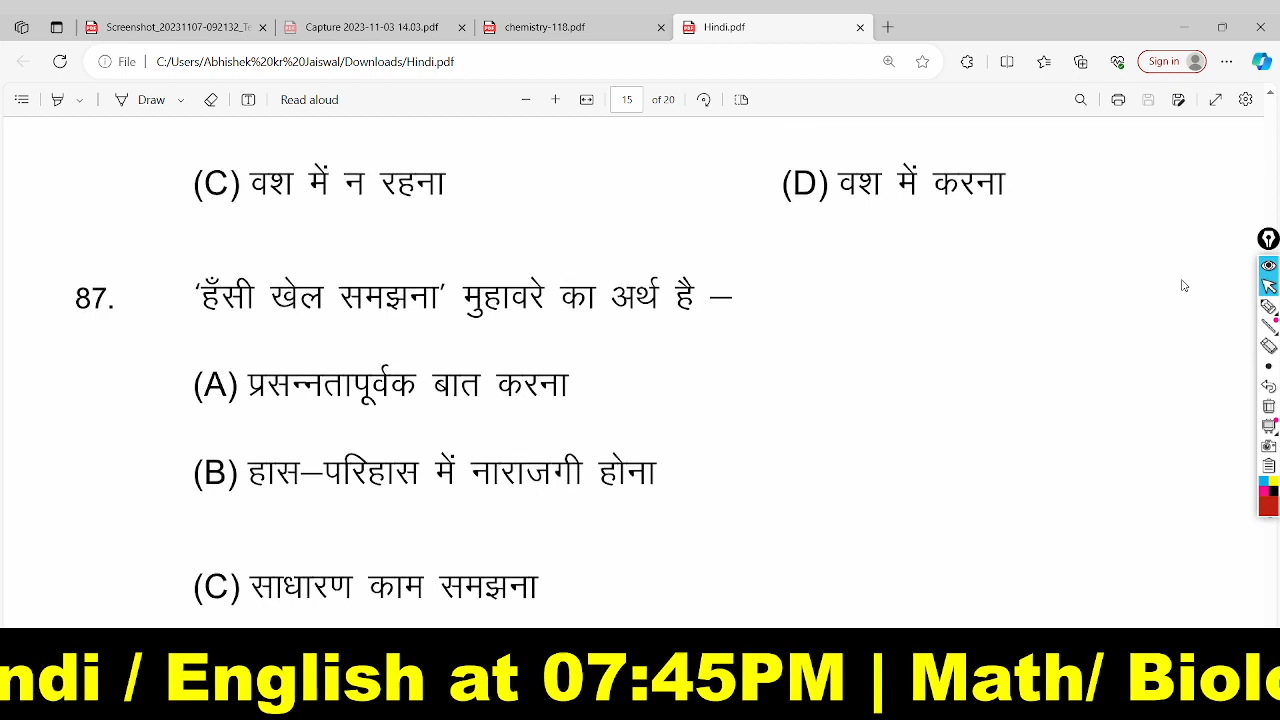 Screenshot_20231107-092132_Te
Capture 2023-11-03 14.03.pdf
chemistry-118.pdf
Hindi.pdf
File
C:/Users/Abhishek%20kr%20Jaiswal/Downloads/Hindi.pdf
Sign in
Draw
Read aloud
15 of 20
(C) वश में न रहना (D) वश में करना
87. ‘हँसी खेल समझना’ मुहावरे का अर्थ है –
(A) प्रसन्नतापूर्वक बात करना
(B) हास–परिहास में नाराजगी होना
(C) साधारण काम समझना
ndi / English at 07:45PM | Math/ Biolo